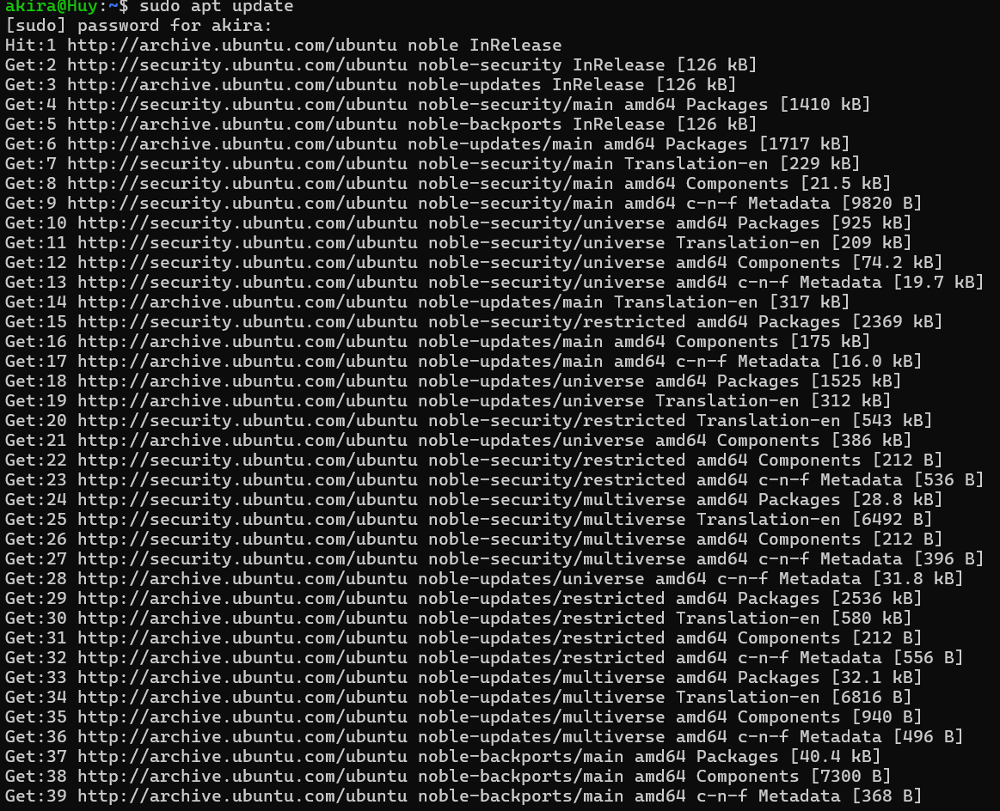 akira@Huy:~$ sudo apt update
[sudo] password for akira:
Hit:1 http://archive.ubuntu.com/ubuntu noble InRelease
Get:2 http://security.ubuntu.com/ubuntu noble-security InRelease [126 kB]
Get:3 http://archive.ubuntu.com/ubuntu noble-updates InRelease [126 kB]
Get:4 http://security.ubuntu.com/ubuntu noble-security/main amd64 Packages [1410 kB]
Get:5 http://archive.ubuntu.com/ubuntu noble-backports InRelease [126 kB]
Get:6 http://archive.ubuntu.com/ubuntu noble-updates/main amd64 Packages [1717 kB]
Get:7 http://security.ubuntu.com/ubuntu noble-security/main Translation-en [229 kB]
Get:8 http://security.ubuntu.com/ubuntu noble-security/main amd64 Components [21.5 kB]
Get:9 http://security.ubuntu.com/ubuntu noble-security/main amd64 c-n-f Metadata [9820 B]
Get:10 http://security.ubuntu.com/ubuntu noble-security/universe amd64 Packages [925 kB]
Get:11 http://security.ubuntu.com/ubuntu noble-security/universe Translation-en [209 kB]
Get:12 http://security.ubuntu.com/ubuntu noble-security/universe amd64 Components [74.2 kB]
Get:13 http://security.ubuntu.com/ubuntu noble-security/universe amd64 c-n-f Metadata [19.7 kB]
Get:14 http://archive.ubuntu.com/ubuntu noble-updates/main Translation-en [317 kB]
Get:15 http://security.ubuntu.com/ubuntu noble-security/restricted amd64 Packages [2369 kB]
Get:16 http://archive.ubuntu.com/ubuntu noble-updates/main amd64 Components [175 kB]
Get:17 http://archive.ubuntu.com/ubuntu noble-updates/main amd64 c-n-f Metadata [16.0 kB]
Get:18 http://archive.ubuntu.com/ubuntu noble-updates/universe amd64 Packages [1525 kB]
Get:19 http://archive.ubuntu.com/ubuntu noble-updates/universe Translation-en [312 kB]
Get:20 http://security.ubuntu.com/ubuntu noble-security/restricted Translation-en [543 kB]
Get:21 http://archive.ubuntu.com/ubuntu noble-updates/universe amd64 Components [386 kB]
Get:22 http://security.ubuntu.com/ubuntu noble-security/restricted amd64 Components [212 B]
Get:23 http://security.ubuntu.com/ubuntu noble-security/restricted amd64 c-n-f Metadata [536 B]
Get:24 http://security.ubuntu.com/ubuntu noble-security/multiverse amd64 Packages [28.8 kB]
Get:25 http://security.ubuntu.com/ubuntu noble-security/multiverse Translation-en [6492 B]
Get:26 http://security.ubuntu.com/ubuntu noble-security/multiverse amd64 Components [212 B]
Get:27 http://security.ubuntu.com/ubuntu noble-security/multiverse amd64 c-n-f Metadata [396 B]
Get:28 http://archive.ubuntu.com/ubuntu noble-updates/universe amd64 c-n-f Metadata [31.8 kB]
Get:29 http://archive.ubuntu.com/ubuntu noble-updates/restricted amd64 Packages [2536 kB]
Get:30 http://archive.ubuntu.com/ubuntu noble-updates/restricted Translation-en [580 kB]
Get:31 http://archive.ubuntu.com/ubuntu noble-updates/restricted amd64 Components [212 B]
Get:32 http://archive.ubuntu.com/ubuntu noble-updates/restricted amd64 c-n-f Metadata [556 B]
Get:33 http://archive.ubuntu.com/ubuntu noble-updates/multiverse amd64 Packages [32.1 kB]
Get:34 http://archive.ubuntu.com/ubuntu noble-updates/multiverse Translation-en [6816 B]
Get:35 http://archive.ubuntu.com/ubuntu noble-updates/multiverse amd64 Components [940 B]
Get:36 http://archive.ubuntu.com/ubuntu noble-updates/multiverse amd64 c-n-f Metadata [496 B]
Get:37 http://archive.ubuntu.com/ubuntu noble-backports/main amd64 Packages [40.4 kB]
Get:38 http://archive.ubuntu.com/ubuntu noble-backports/main amd64 Components [7300 B]
Get:39 http://archive.ubuntu.com/ubuntu noble-backports/main amd64 c-n-f Metadata [368 B]